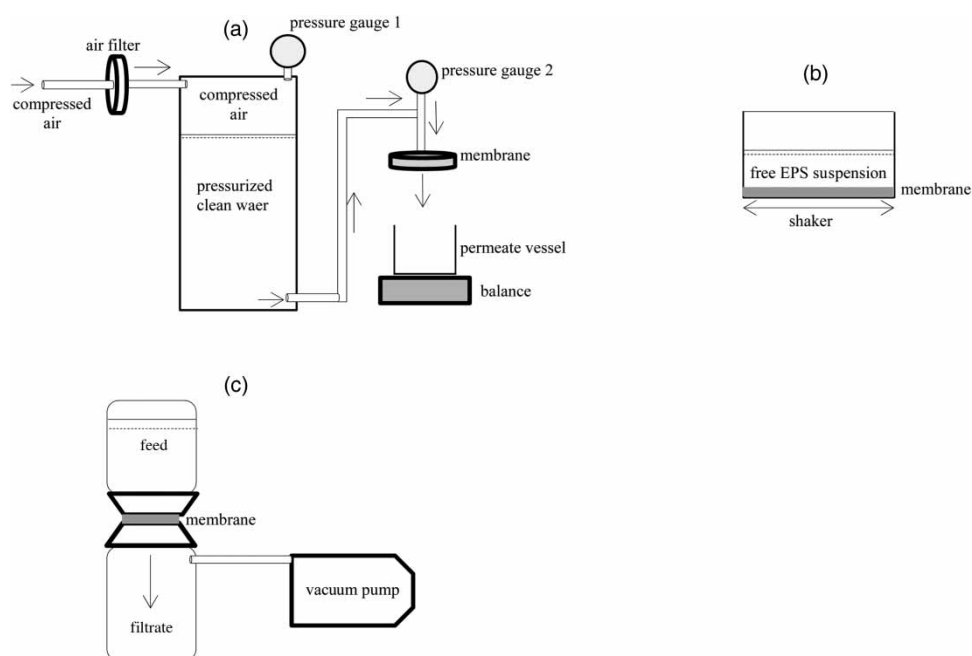 (a)
pressure gauge 1
air filter
compressed
air
compressed
air
pressure gauge 2
membrane
pressurized
clean waer
permeate vessel
balance
(b)
free EPS suspension
membrane
shaker
(c)
feed
membrane
vacuum pump
filtrate